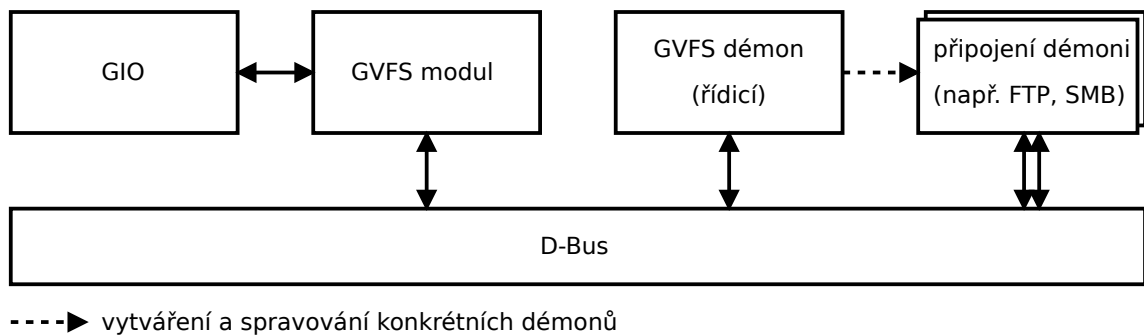 GIO
GVFS modul
GVFS démon
(řídicí)
připojení démoni
(např. FTP, SMB)
D-Bus
vytváření a spravování konkrétních démonů